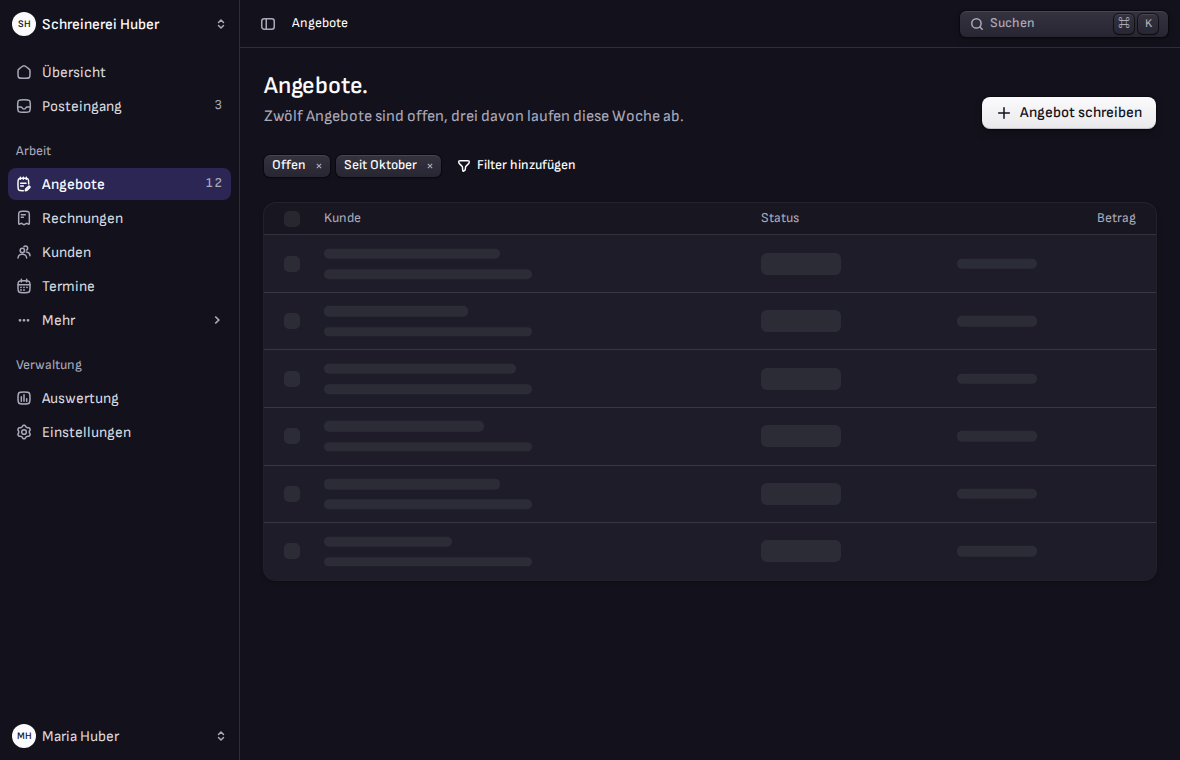 SH Schreinerei Huber
Übersicht
Posteingang 3
Arbeit
Angebote 12
Rechnungen
Kunden
Termine
Mehr
Verwaltung
Auswertung
Einstellungen
MH Maria Huber
Angebote
Suchen ⌘ K
Angebote.
Zwölf Angebote sind offen, drei davon laufen diese Woche ab.
Angebot schreiben
Offen × Seit Oktober × Filter hinzufügen
Kunde Status Betrag